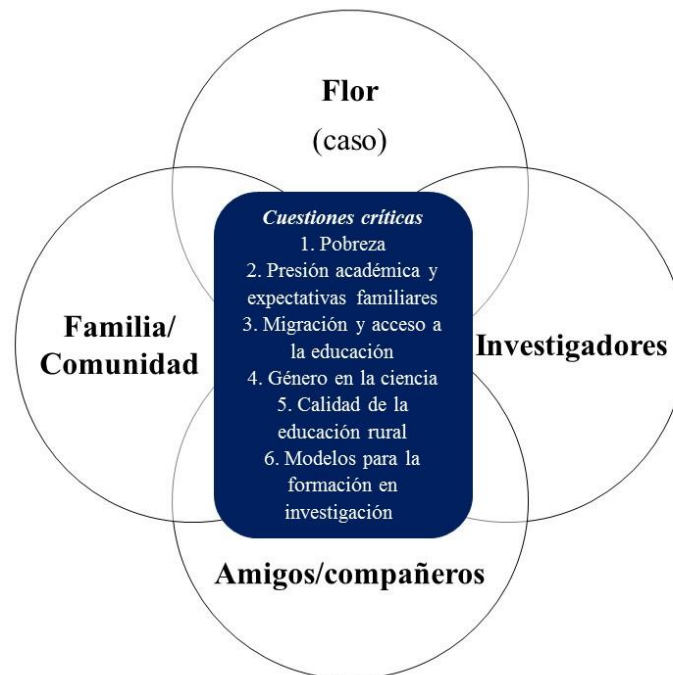 Flor
(caso)
Cuestiones críticas
1. Pobreza
2. Presión académica y
expectativas familiares
3. Migración y acceso a
la educación
4. Género en la ciencia
5. Calidad de la
educación rural
6. Modelos para la
formación en
investigación
Familia/
Comunidad
Investigadores
Amigos/compañeros